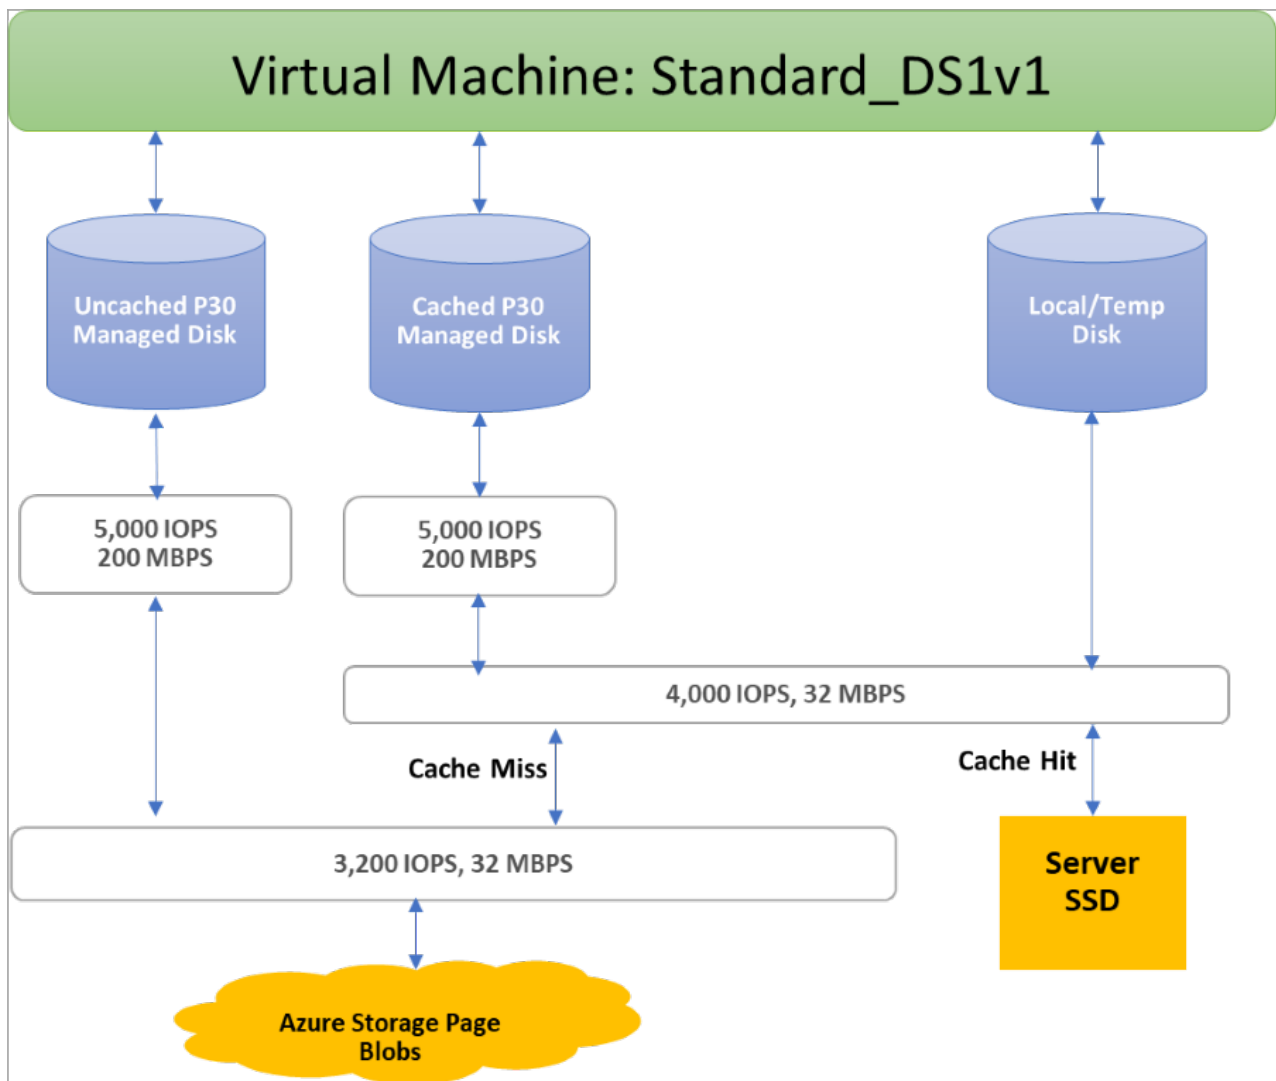 Virtual Machine: Standard_DS1v1
Uncached P30
Managed Disk
Cached P30
Managed Disk
Local/Temp
Disk
5,000 IOPS
200 MBPS
5,000 IOPS
200 MBPS
4,000 IOPS, 32 MBPS
Cache Miss
Cache Hit
3,200 IOPS, 32 MBPS
Server
SSD
Azure Storage Page
Blobs